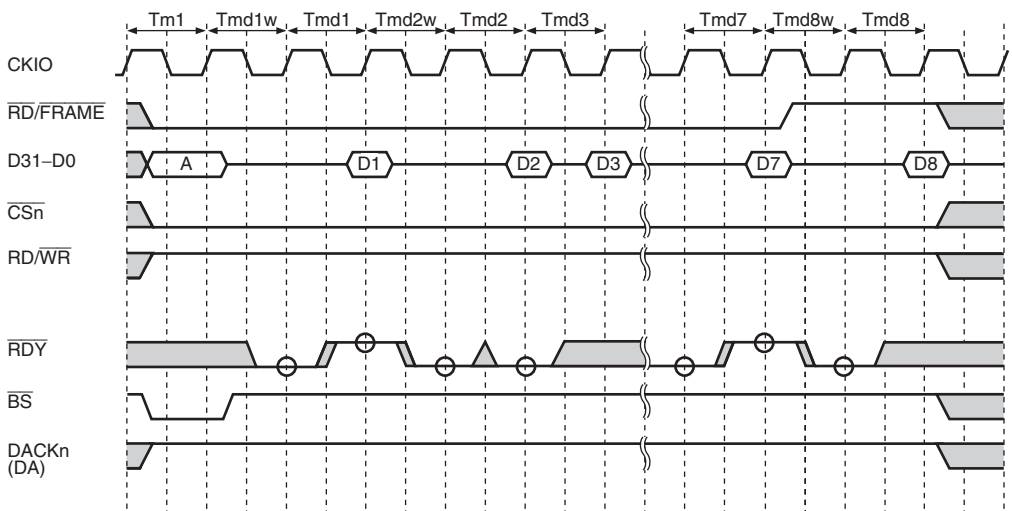 Tm1 Tmd1w Tmd1 Tmd2w Tmd2 Tmd3 Tmd7 Tmd8w Tmd8
CKIO
RD/FRAME
D31–D0 A D1 D2 D3 D7 D8
CSn
RD/WR
RDY
BS
DACKn
(DA)